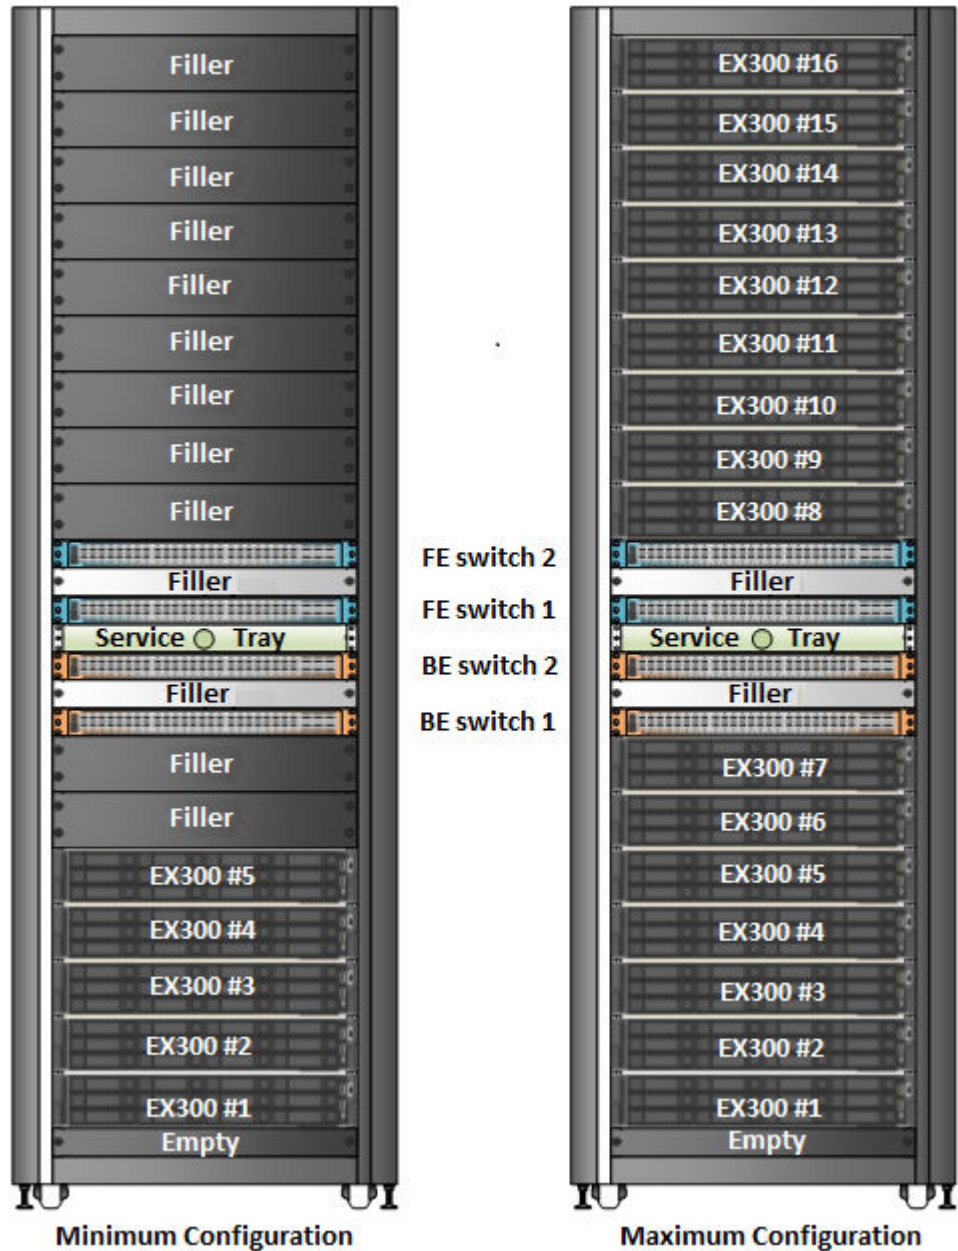 Filler
Filler
Filler
Filler
Filler
Filler
Filler
Filler
Filler
Filler
Service Tray
Filler
Filler
Filler
EX300 #5
EX300 #4
EX300 #3
EX300 #2
EX300 #1
Empty
Minimum Configuration
FE switch 2
FE switch 1
BE switch 2
BE switch 1
EX300 #16
EX300 #15
EX300 #14
EX300 #13
EX300 #12
EX300 #11
EX300 #10
EX300 #9
EX300 #8
Filler
Service Tray
Filler
EX300 #7
EX300 #6
EX300 #5
EX300 #4
EX300 #3
EX300 #2
EX300 #1
Empty
Maximum Configuration